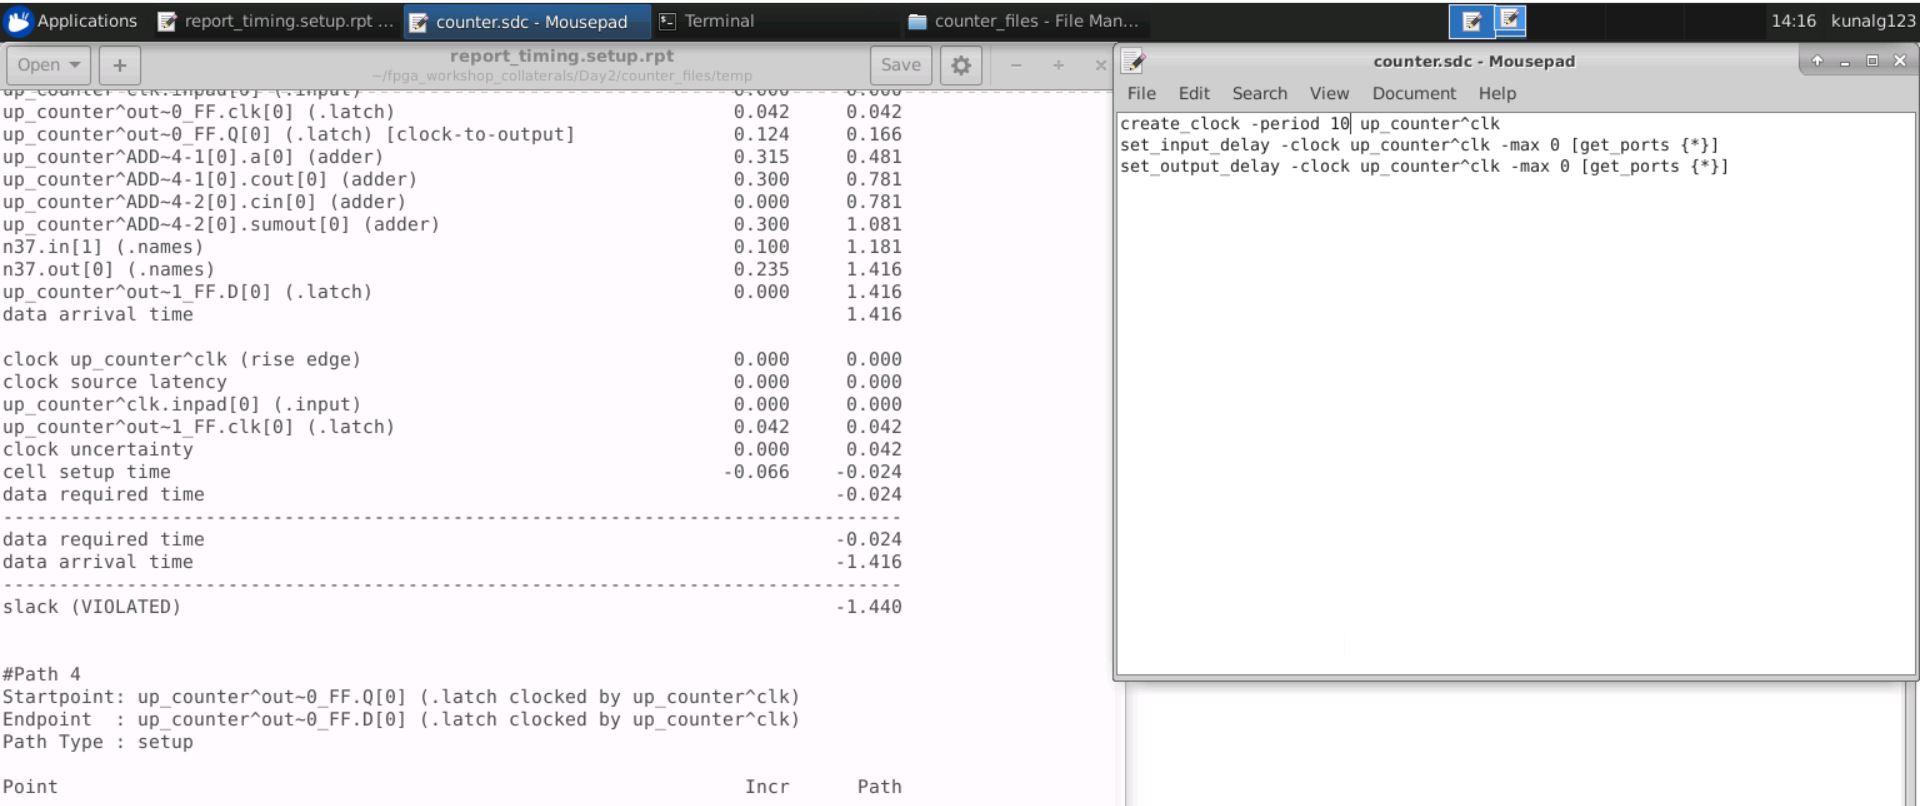 Applications report_timing.setup.rpt ... counter.sdc - Mousepad Terminal counter_files - File Man... 14:16 kunalg123
Open + report_timing.setup.rpt Save
~/fpga_workshop_collaterals/Day2/counter_files/temp
up_counter^clk.inpad[0] (.input) 0.000 0.000
up_counter^out~0_FF.clk[0] (.latch) 0.042 0.042
up_counter^out~0_FF.Q[0] (.latch) [clock-to-output] 0.124 0.166
up_counter^ADD~4-1[0].a[0] (adder) 0.315 0.481
up_counter^ADD~4-1[0].cout[0] (adder) 0.300 0.781
up_counter^ADD~4-2[0].cin[0] (adder) 0.000 0.781
up_counter^ADD~4-2[0].sumout[0] (adder) 0.300 1.081
n37.in[1] (.names) 0.100 1.181
n37.out[0] (.names) 0.235 1.416
up_counter^out~1_FF.D[0] (.latch) 0.000 1.416
data arrival time 1.416
clock up_counter^clk (rise edge) 0.000 0.000
clock source latency 0.000 0.000
up_counter^clk.inpad[0] (.input) 0.000 0.000
up_counter^out~1_FF.clk[0] (.latch) 0.042 0.042
clock uncertainty 0.000 0.042
cell setup time -0.066 -0.024
data required time -0.024
--------------------------------------------------------------------------------
data required time -0.024
data arrival time -1.416
--------------------------------------------------------------------------------
slack (VIOLATED) -1.440
#Path 4
Startpoint: up_counter^out~0_FF.Q[0] (.latch clocked by up_counter^clk)
Endpoint : up_counter^out~0_FF.D[0] (.latch clocked by up_counter^clk)
Path Type : setup
Point Incr Path
counter.sdc - Mousepad
File Edit Search View Document Help
create_clock -period 10 up_counter^clk
set_input_delay -clock up_counter^clk -max 0 [get_ports {*}]
set_output_delay -clock up_counter^clk -max 0 [get_ports {*}]